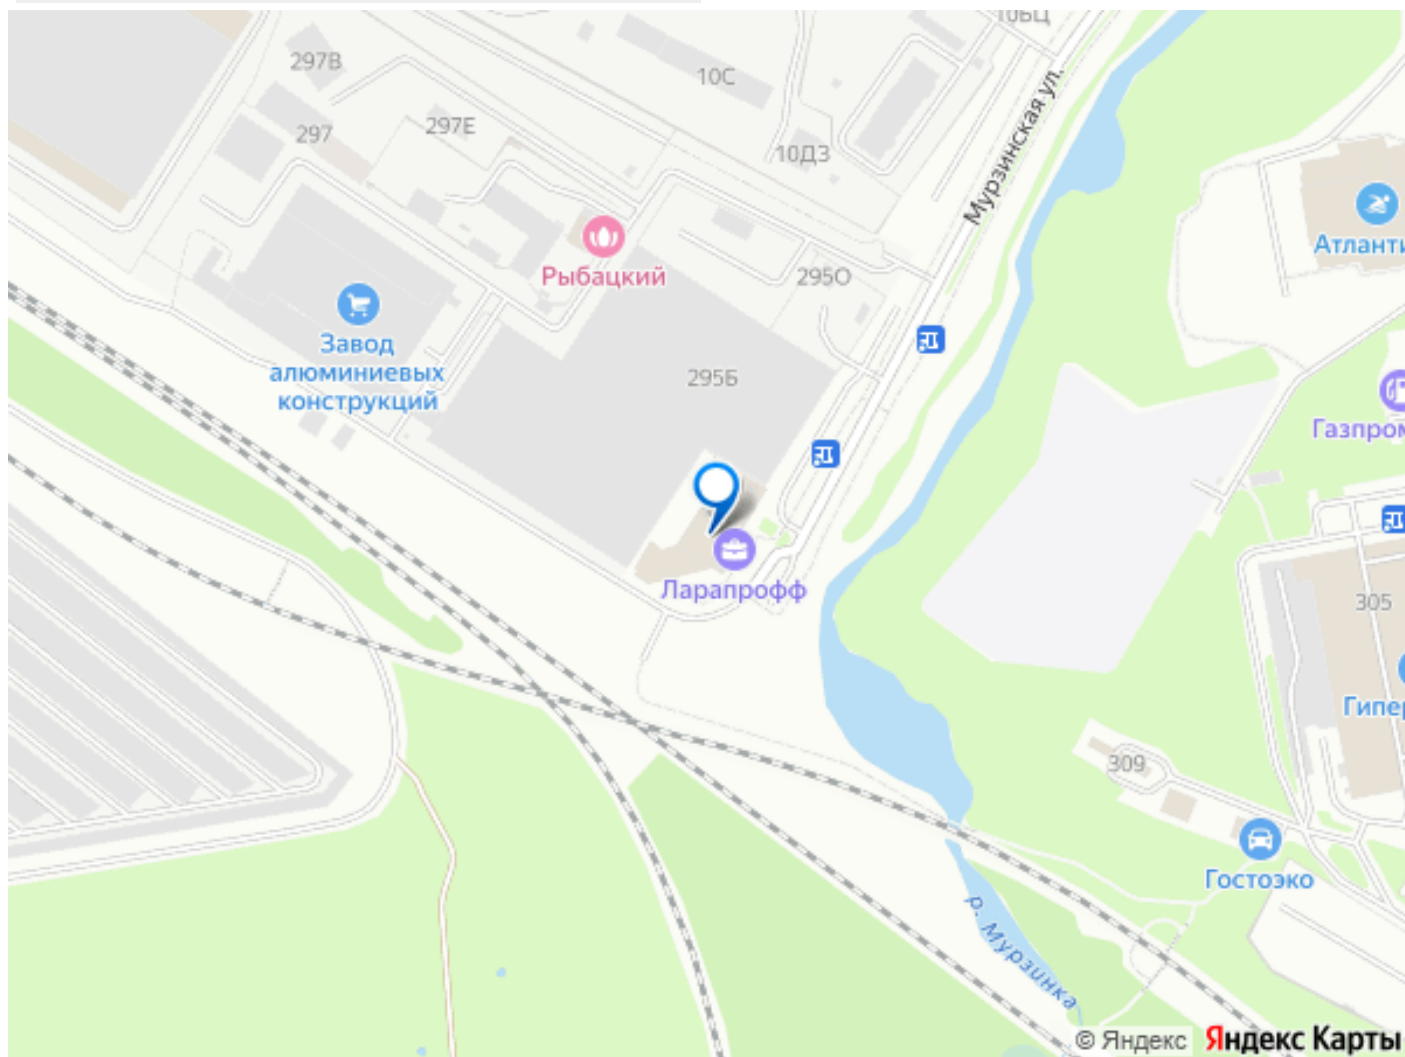 10БЦ
297В
10С
Мурзинская ул.
297Е
297
10Д3
Атланти
Рыбацкий
295О
Завод
алюминиевых
конструкций
295Б
Газпром
Ларапрофф
305
Гипер
309
Гостоэко
р. Мурзинка
© Яндекс Яндекс Карты